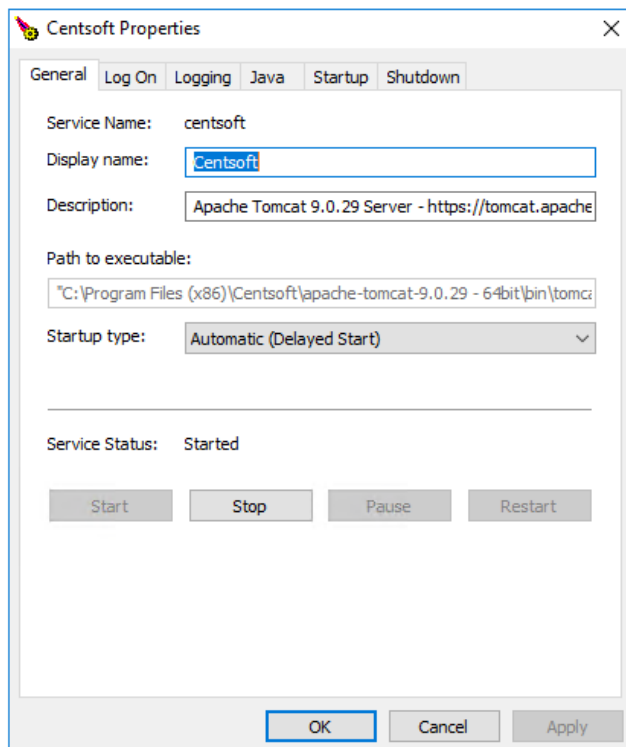 Centsoft Properties
General Log On Logging Java Startup Shutdown
Service Name: centsoft
Display name: Centsoft
Description: Apache Tomcat 9.0.29 Server - https://tomcat.apache
Path to executable:
"C:\Program Files (x86)\Centsoft\apache-tomcat-9.0.29 - 64bit\bin\tomca
Startup type: Automatic (Delayed Start)
Service Status: Started
Start Stop Pause Restart
OK Cancel Apply